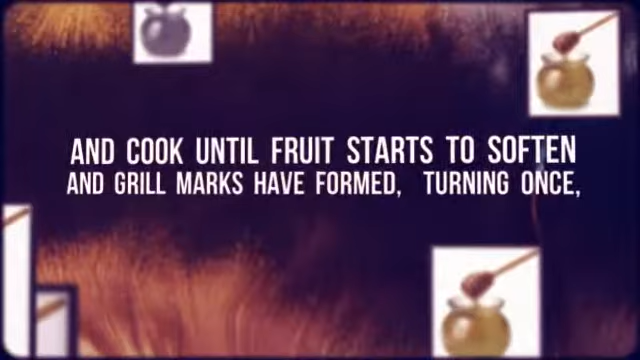 AND COOK UNTIL FRUIT STARTS TO SOFTEN
AND GRILL MARKS HAVE FORMED, TURNING ONCE,